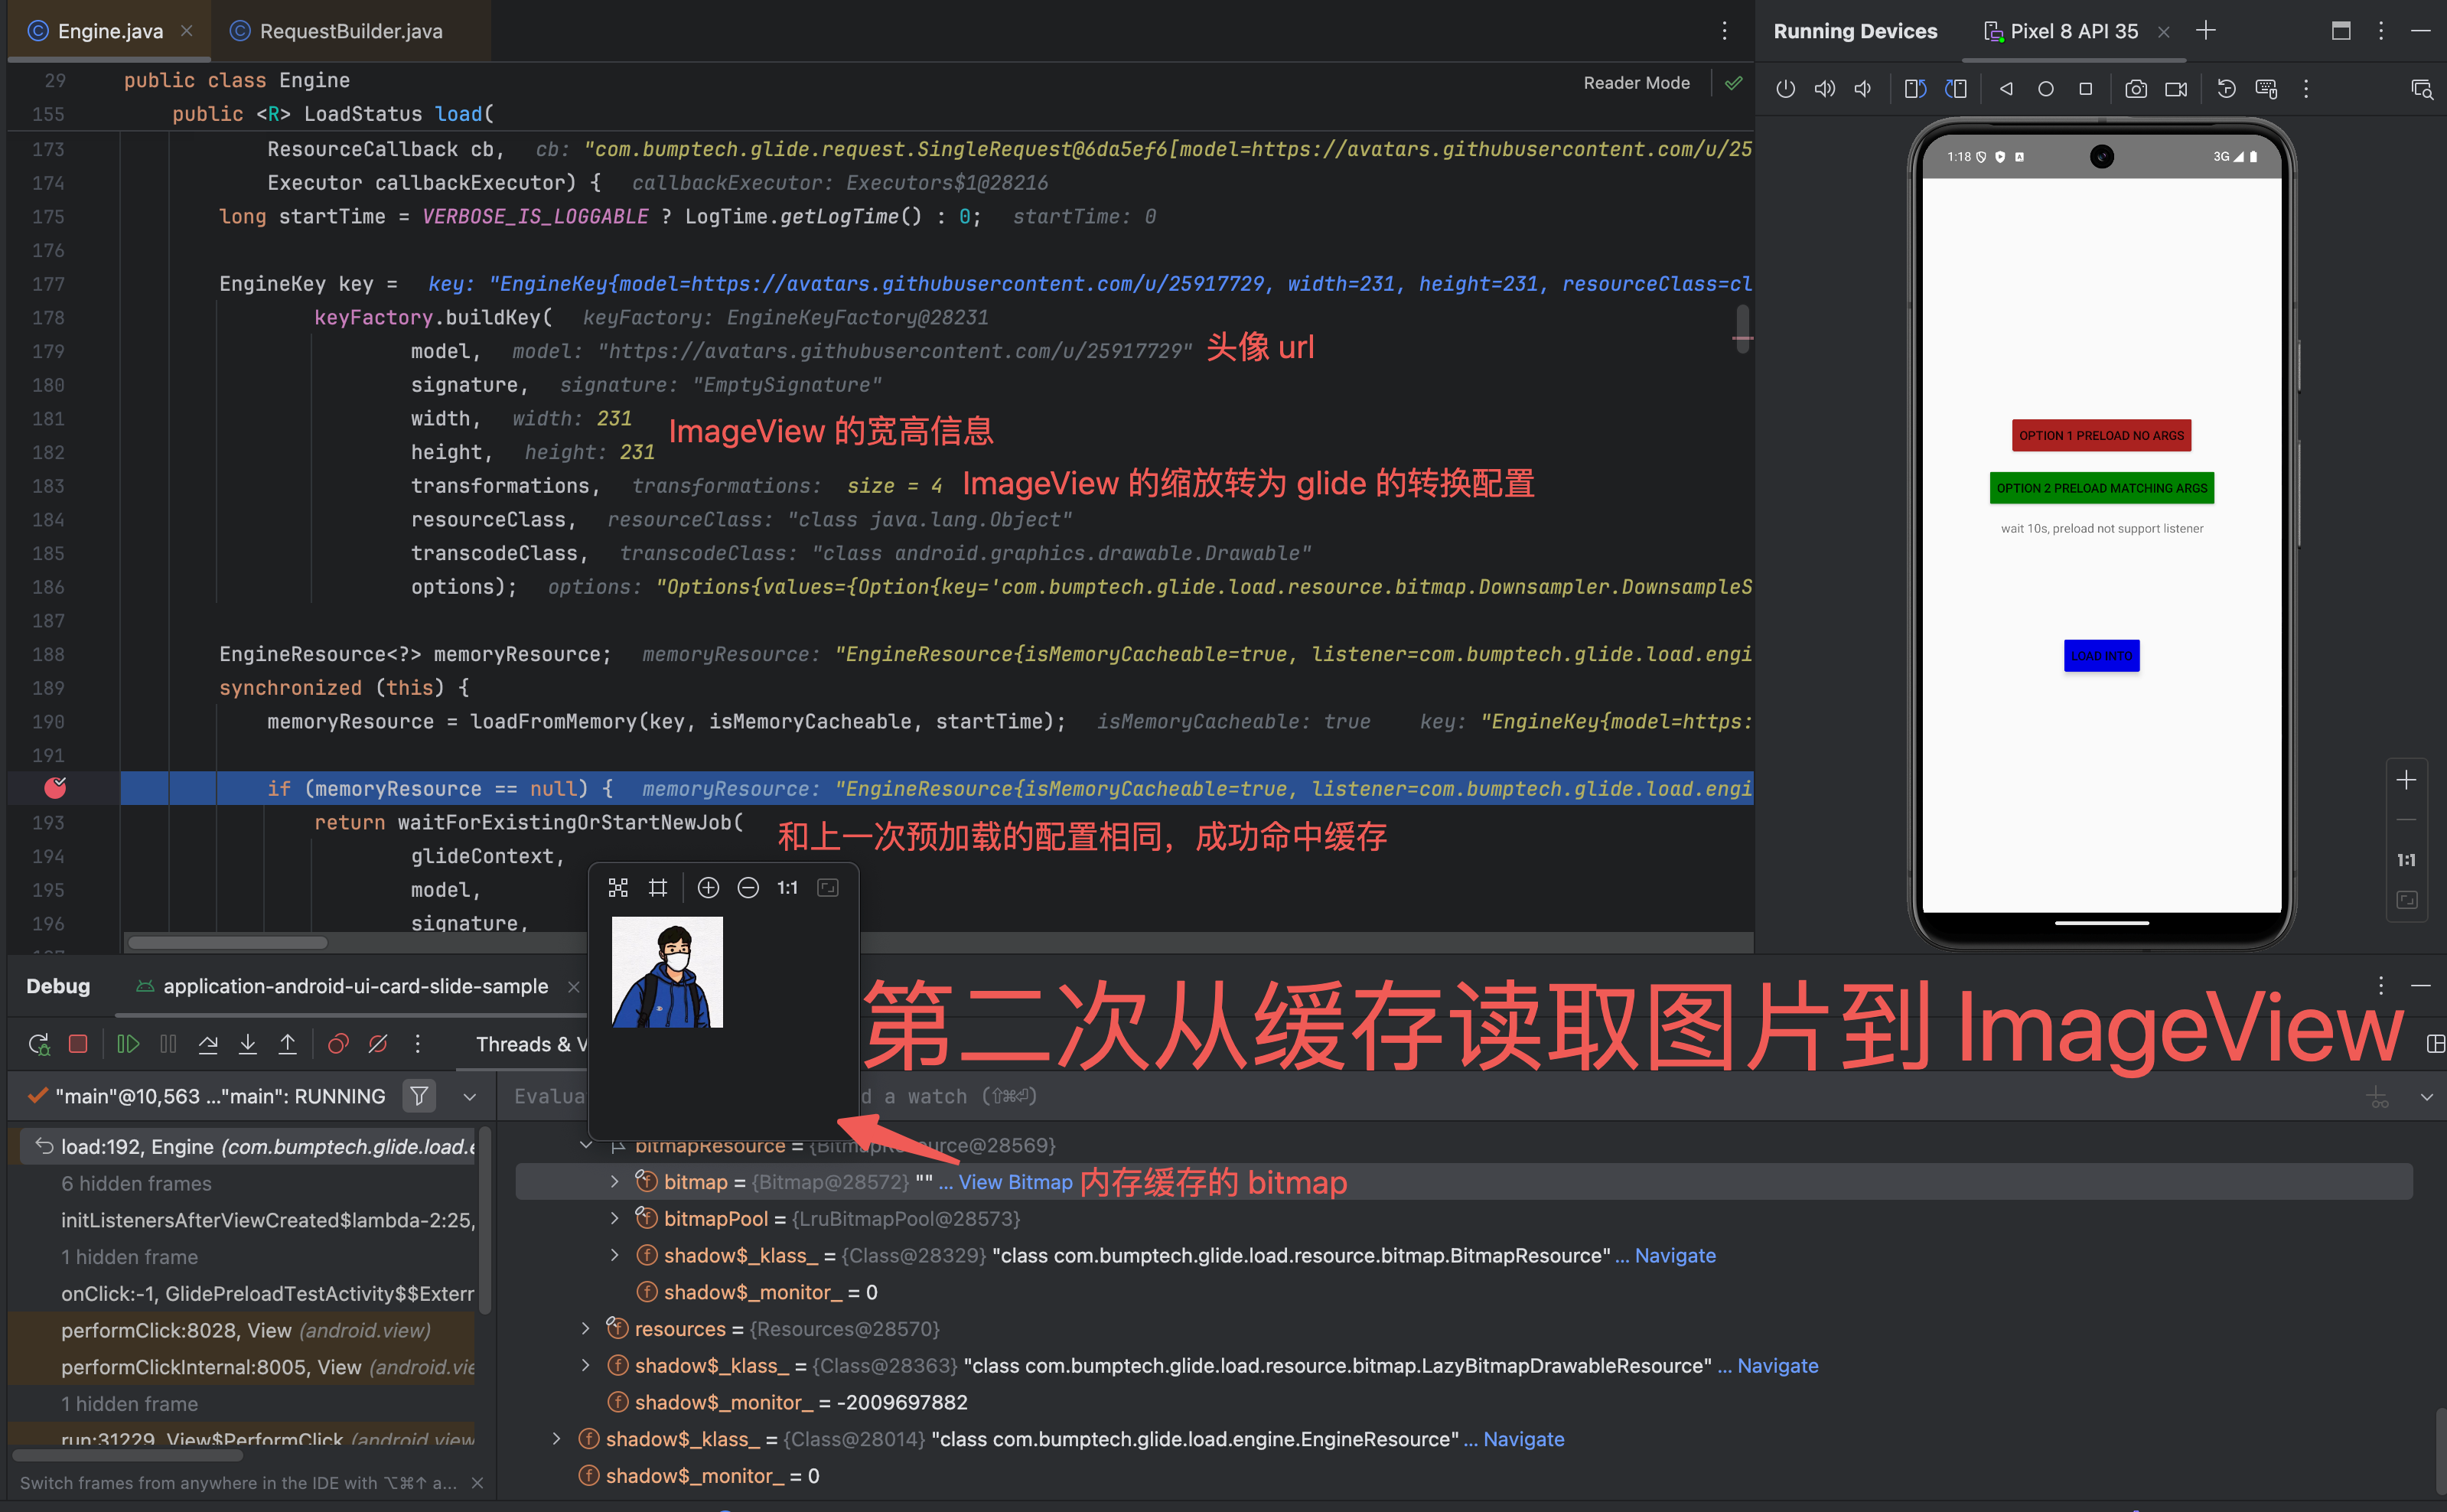 Engine.java
RequestBuilder.java
Running Devices
Pixel 8 API 35
29 public class Engine
Reader Mode
155 public <R> LoadStatus load(
173 ResourceCallback cb, cb: "com.bumptech.glide.request.SingleRequest@6da5ef6[model=https://avatars.githubusercontent.com/u/25
174 Executor callbackExecutor) { callbackExecutor: Executors$1@28216
175 long startTime = VERBOSE_IS_LOGGABLE ? LogTime.getLogTime() : 0; startTime: 0
176
177 EngineKey key = key: "EngineKey{model=https://avatars.githubusercontent.com/u/25917729, width=231, height=231, resourceClass=cl
178 keyFactory.buildKey( keyFactory: EngineKeyFactory@28231
179 model, model: "https://avatars.githubusercontent.com/u/25917729" 头像 url
180 signature, signature: "EmptySignature"
181 width, width: 231
ImageView 的宽高信息
182 height, height: 231
183 transformations, transformations: size = 4 ImageView 的缩放转为 glide 的转换配置
184 resourceClass, resourceClass: "class java.lang.Object"
185 transcodeClass, transcodeClass: "class android.graphics.drawable.Drawable"
186 options); options: "Options{values={Option{key='com.bumptech.glide.load.resource.bitmap.Downsampler.DownsampleS
187
188 EngineResource<?> memoryResource; memoryResource: "EngineResource{isMemoryCacheable=true, listener=com.bumptech.glide.load.engi
189 synchronized (this) {
190 memoryResource = loadFromMemory(key, isMemoryCacheable, startTime); isMemoryCacheable: true key: "EngineKey{model=https:
191
if (memoryResource == null) { memoryResource: "EngineResource{isMemoryCacheable=true, listener=com.bumptech.glide.load.engi
193 return waitForExistingOrStartNewJob(
和上一次预加载的配置相同，成功命中缓存
194 glideContext,
195 model,
196 signature,
1:1
1:18
3G
OPTION 1 PRELOAD NO ARGS
OPTION 2 PRELOAD MATCHING ARGS
wait 10s, preload not support listener
LOAD INTO
1:1
Debug
application-android-ui-card-slide-sample
第二次从缓存读取图片到 ImageView
Threads & V
"main"@10,563 ..."main": RUNNING
Evalua
d a watch (⇧⌘⏎)
load:192, Engine (com.bumptech.glide.load.e
6 hidden frames
initListenersAfterViewCreated$lambda-2:25,
1 hidden frame
onClick:-1, GlidePreloadTestActivity$$Extern
performClick:8028, View (android.view)
performClickInternal:8005, View (android.vie
1 hidden frame
run:31229, View$PerformClick (android.view
Switch frames from anywhere in the IDE with ⌥⌘↑ a...
bitmapResource = {BitmapResource@28569}
bitmap = {Bitmap@28572} "" ... View Bitmap 内存缓存的 bitmap
bitmapPool = {LruBitmapPool@28573}
shadow$_klass_ = {Class@28329} "class com.bumptech.glide.load.resource.bitmap.BitmapResource" ... Navigate
shadow$_monitor_ = 0
resources = {Resources@28570}
shadow$_klass_ = {Class@28363} "class com.bumptech.glide.load.resource.bitmap.LazyBitmapDrawableResource" ... Navigate
shadow$_monitor_ = -2009697882
shadow$_klass_ = {Class@28014} "class com.bumptech.glide.load.engine.EngineResource" ... Navigate
shadow$_monitor_ = 0